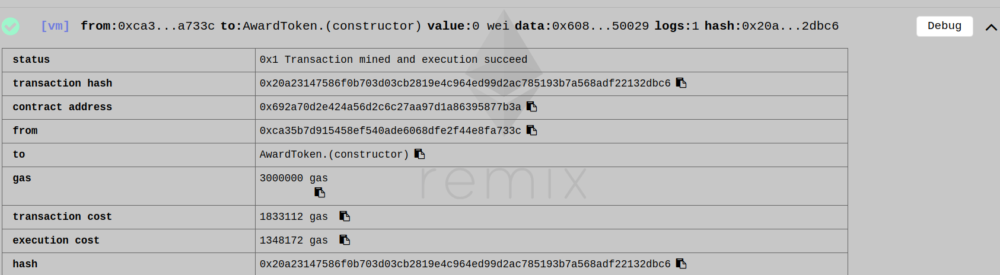 [vm] from:0xca3...a733c to:AwardToken.(constructor) value:0 wei data:0x608...50029 logs:1 hash:0x20a...2dbc6 Debug
status 0x1 Transaction mined and execution succeed
transaction hash 0x20a23147586f0b703d03cb2819e4c964ed99d2ac785193b7a568adf22132dbc6
contract address 0x692a70d2e424a56d2c6c27aa97d1a86395877b3a
from 0xca35b7d915458ef540ade6068dfe2f44e8fa733c
to AwardToken.(constructor)
gas 3000000 gas
remix
transaction cost 1833112 gas
execution cost 1348172 gas
hash 0x20a23147586f0b703d03cb2819e4c964ed99d2ac785193b7a568adf22132dbc6